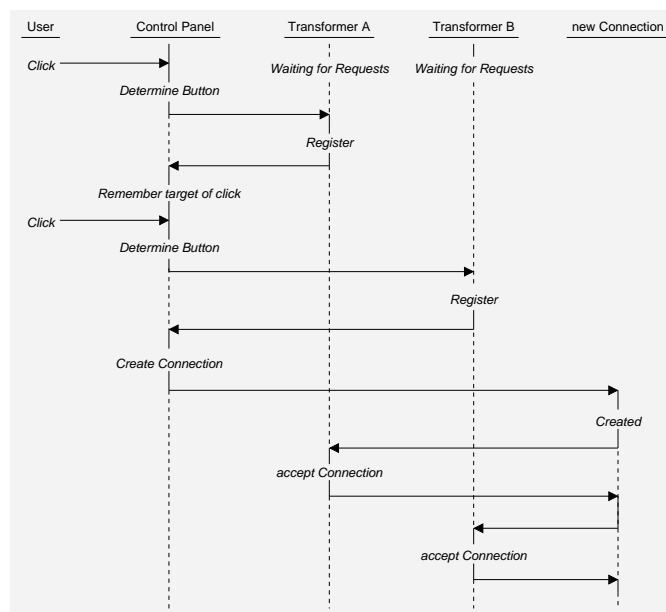 User Control Panel Transformer A Transformer B new Connection
Click Waiting for Requests Waiting for Requests
Determine Button
Register
Remember target of click
Click
Determine Button
Register
Create Connection
Created
accept Connection
accept Connection